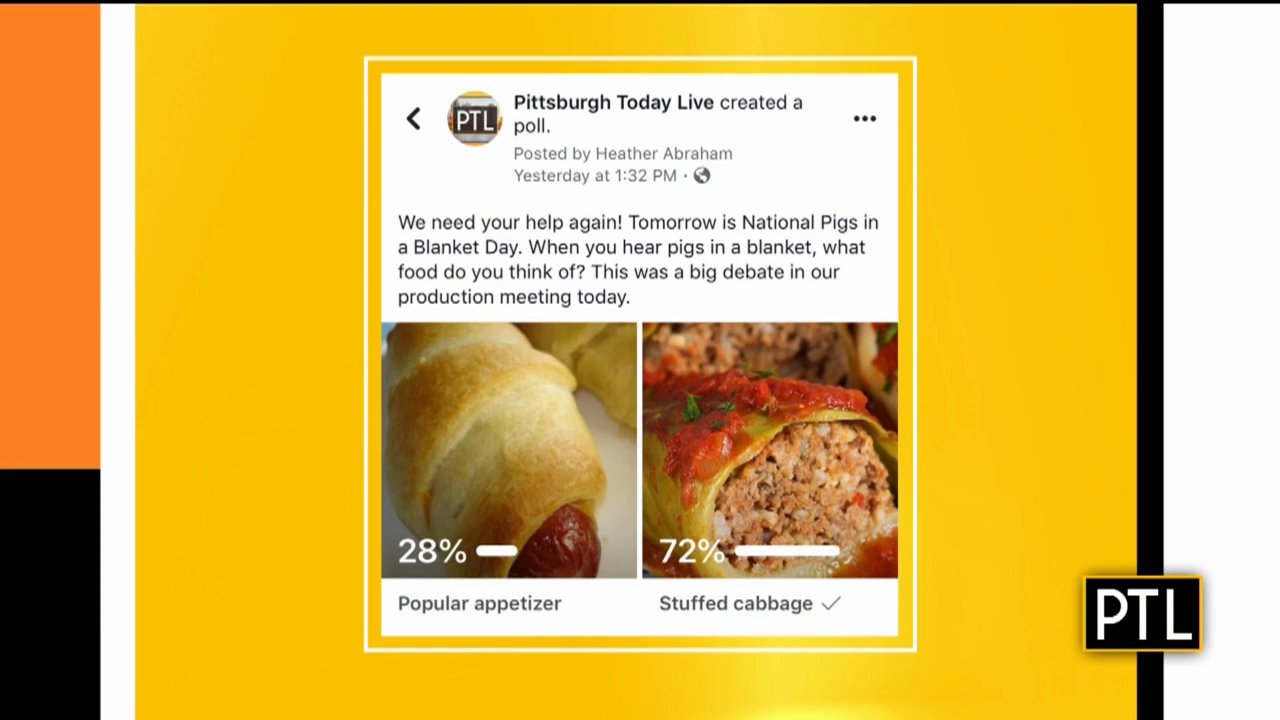 PTL
Pittsburgh Today Live created a
poll.
Posted by Heather Abraham
Yesterday at 1:32 PM ·
We need your help again! Tomorrow is National Pigs in
a Blanket Day. When you hear pigs in a blanket, what
food do you think of? This was a big debate in our
production meeting today.
28%
72%
Popular appetizer
Stuffed cabbage
PTL